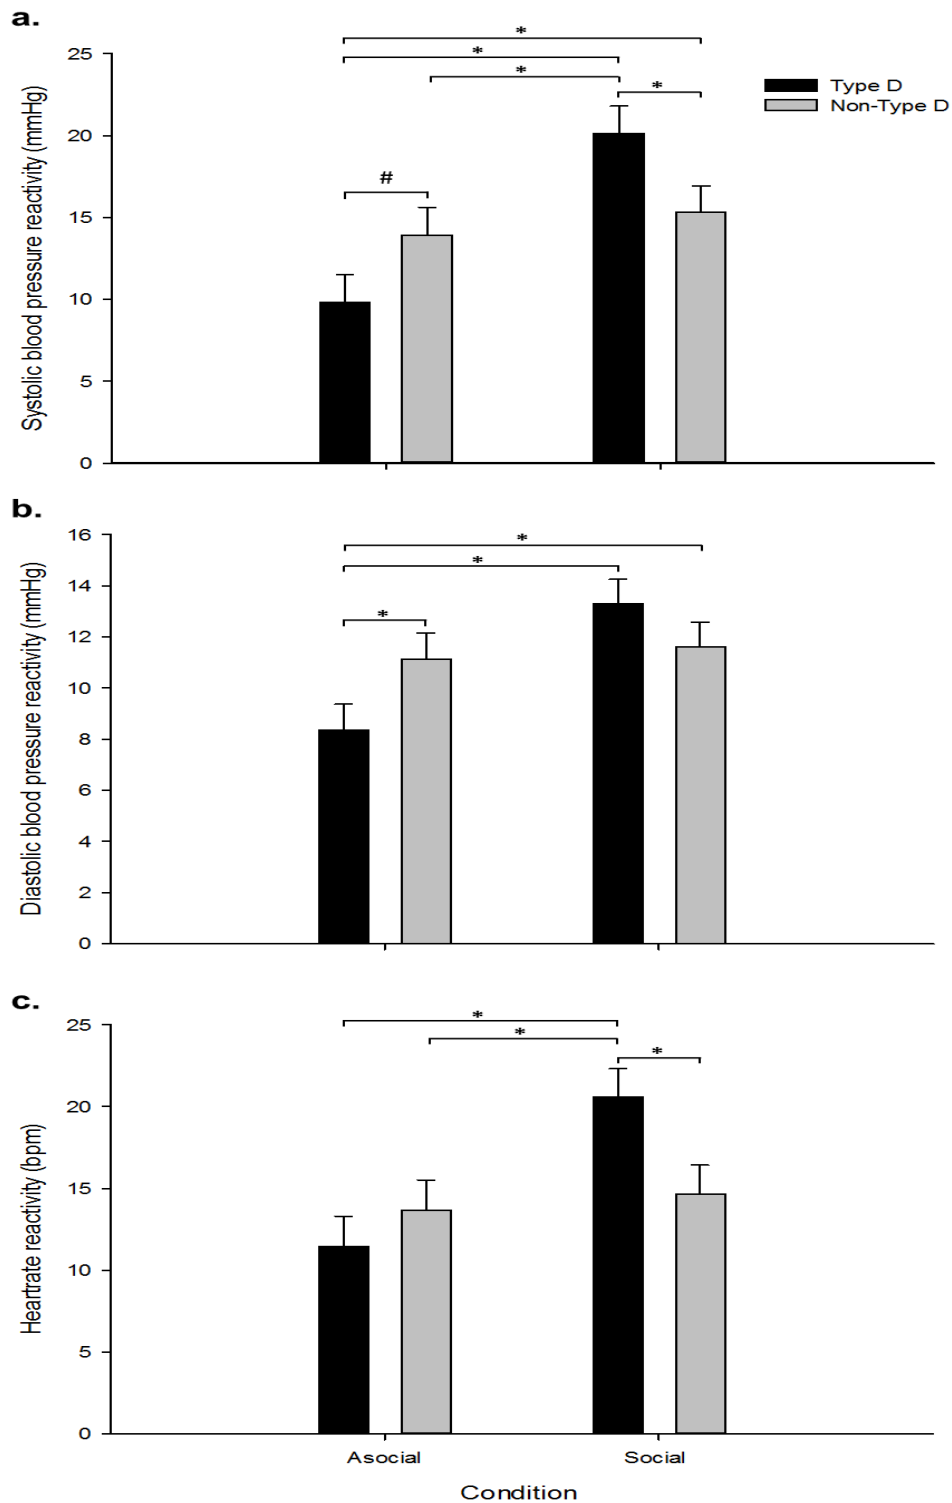 a.
*
*
*
*
#
Type D
Non-Type D
Systolic blood pressure reactivity (mmHg)
25
20
15
10
5
0
b.
*
*
*
Diastolic blood pressure reactivity (mmHg)
16
14
12
10
8
6
4
2
0
c.
*
*
*
Heartrate reactivity (bpm)
25
20
15
10
5
0
Asocial
Social
Condition